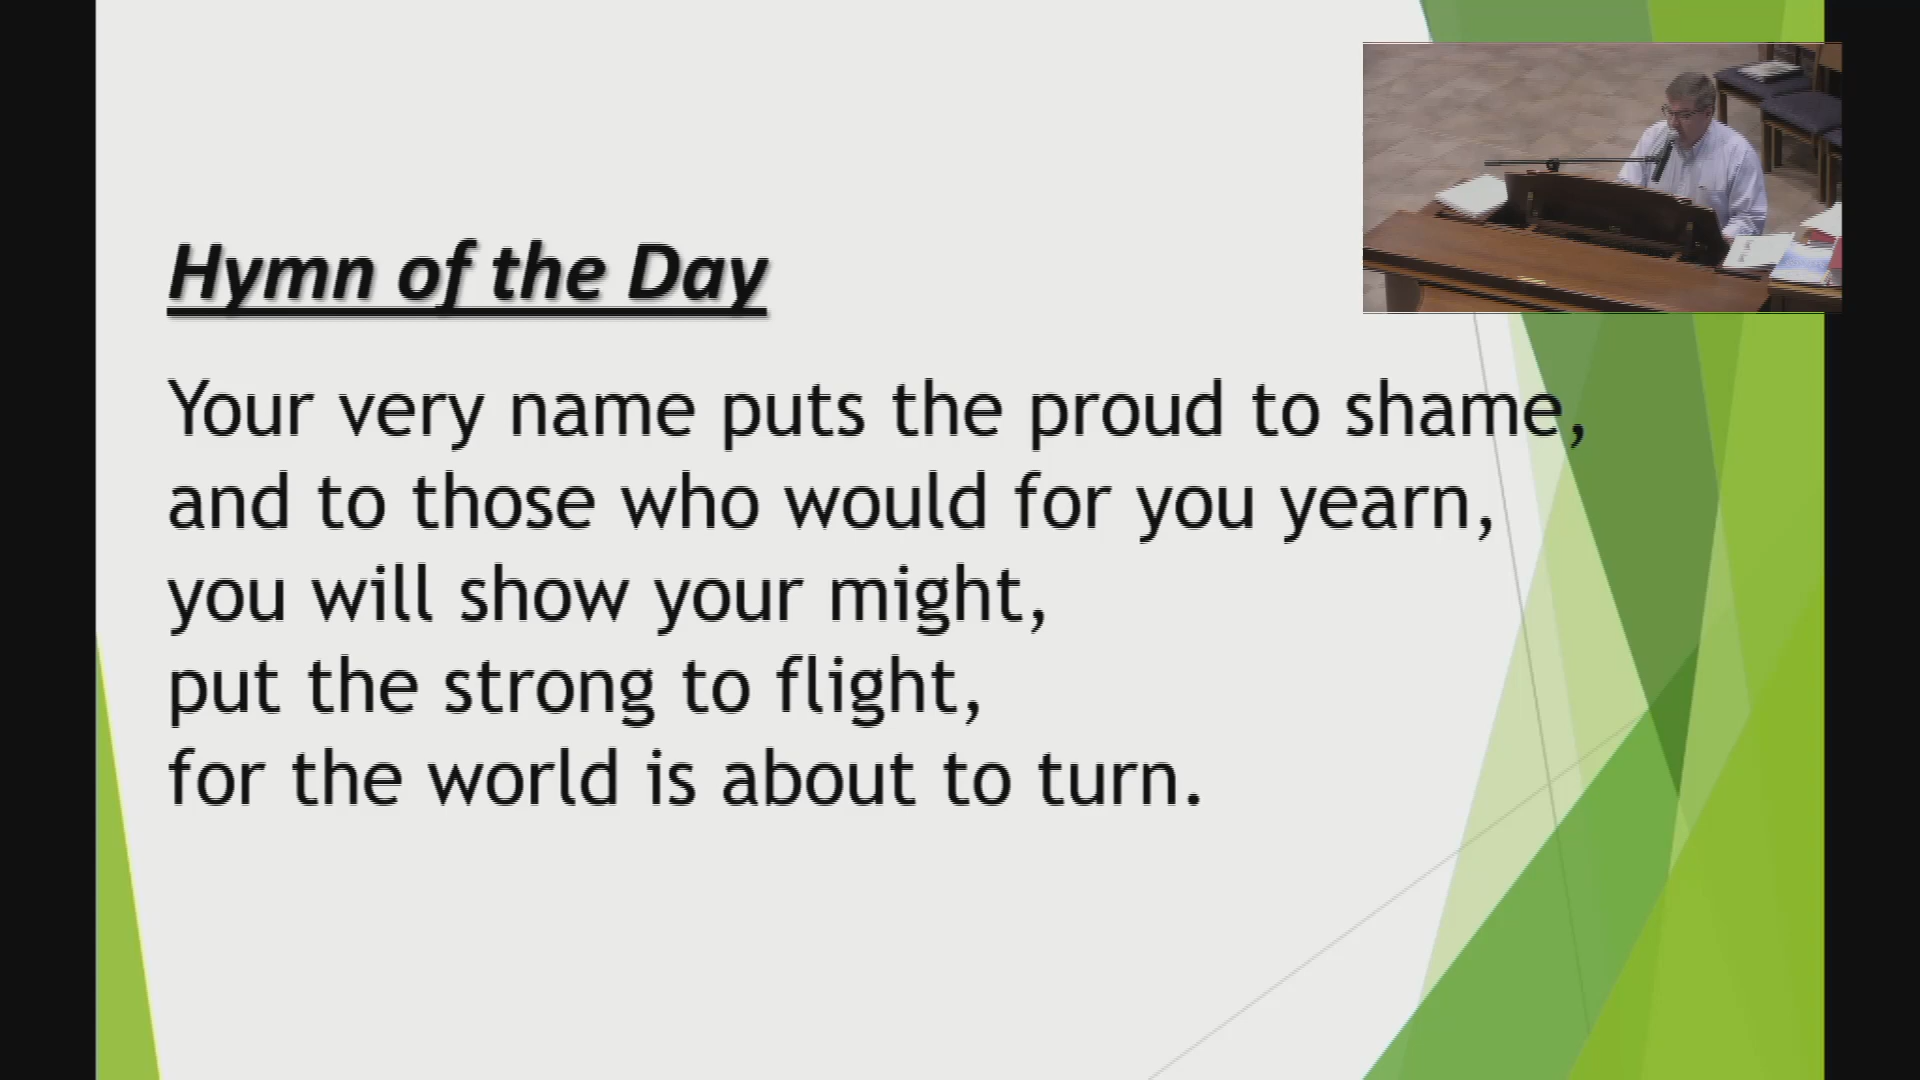 Hymn of the Day
Your very name puts the proud to shame,
and to those who would for you yearn,
you will show your might,
put the strong to flight,
for the world is about to turn.